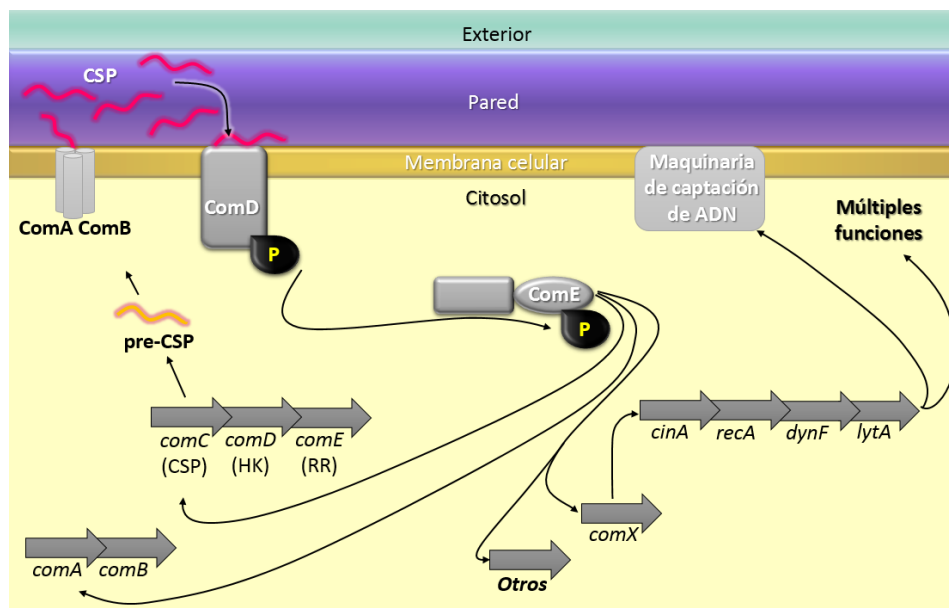 Exterior
CSP
Pared
Membrana celular
Citosol
ComD
P
ComA ComB
Maquinaria
de captación
de ADN
Múltiples
funciones
ComE
P
pre-CSP
comC
(CSP)
comD
(HK)
comE
(RR)
cinA
recA
dynF
lytA
comA
comB
Otros
comX